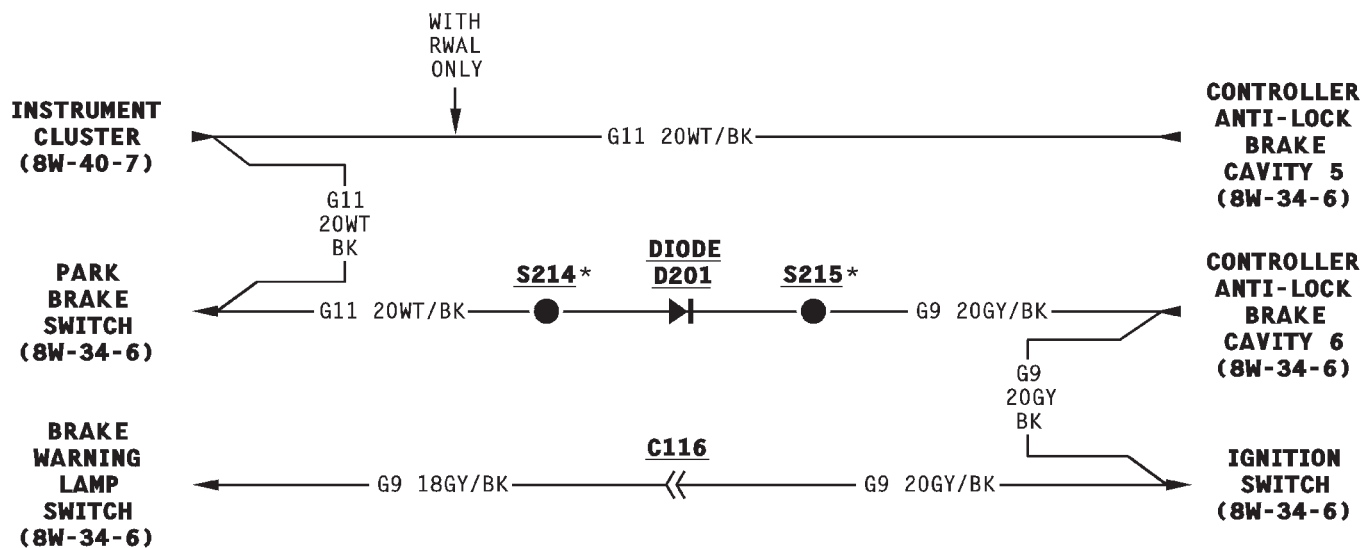 WITH
RWAL
ONLY
INSTRUMENT
CLUSTER
(8W-40-7)
G11 20WT/BK
CONTROLLER
ANTI-LOCK
BRAKE
CAVITY 5
(8W-34-6)
G11
20WT
BK
PARK
BRAKE
SWITCH
(8W-34-6)
G11 20WT/BK
S214*
DIODE
D201
S215*
G9 20GY/BK
CONTROLLER
ANTI-LOCK
BRAKE
CAVITY 6
(8W-34-6)
G9
20GY
BK
BRAKE
WARNING
LAMP
SWITCH
(8W-34-6)
G9 18GY/BK
C116
G9 20GY/BK
IGNITION
SWITCH
(8W-34-6)